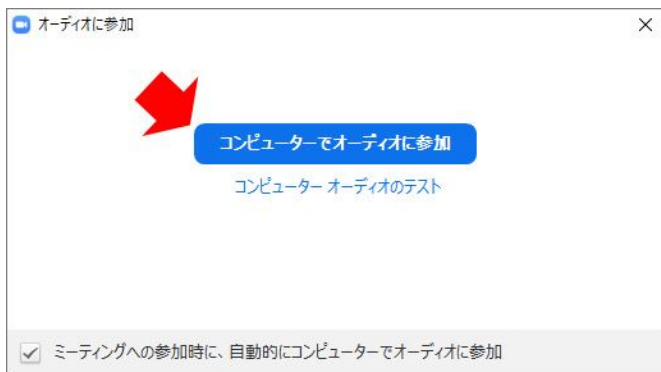 オーディオに参加
コンピューターでオーディオに参加
コンピューター オーディオのテスト
ミーティングへの参加時に、自動的にコンピューターでオーディオに参加